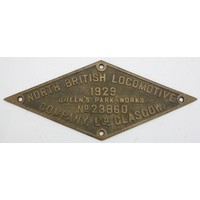 NORTH BRITISH LOCOMOTIVE
1929
QUEEN'S PARK WORKS
No 23860
COMPANY Ld GLASGOW.